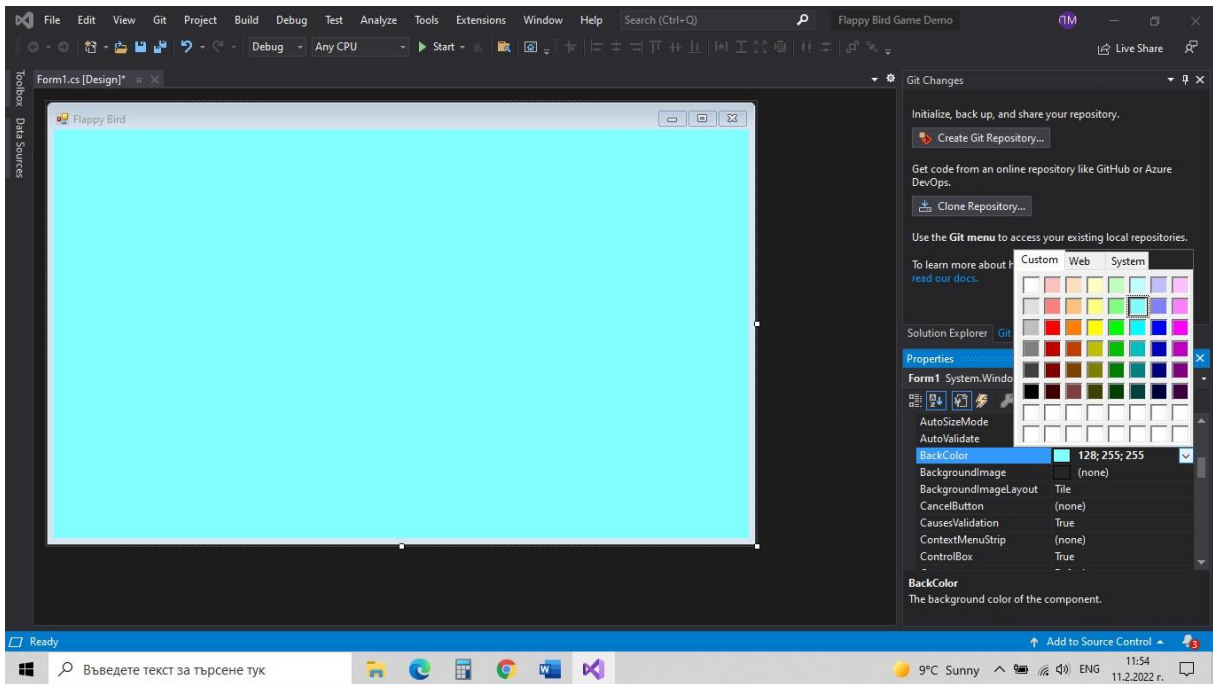 File Edit View Git Project Build Debug Test Analyze Tools Extensions Window Help Search (Ctrl+Q) Flappy Bird Game Demo ПМ
Debug Any CPU Start Live Share
Toolbox
Data Sources
Form1.cs [Design]*
Flappy Bird
Git Changes
Initialize, back up, and share your repository.
Create Git Repository...
Get code from an online repository like GitHub or Azure
DevOps.
Clone Repository...
Use the Git menu to access your existing local repositories.
To learn more about
read our docs.
Custom Web System
Solution Explorer Git
Properties
Form1 System.Windo
AutoSizeMode
AutoValidate
BackColor 128; 255; 255
BackgroundImage (none)
BackgroundImageLayout Tile
CancelButton (none)
CausesValidation True
ContextMenuStrip (none)
ControlBox True
BackColor
The background color of the component.
Ready Add to Source Control 3
Въведете текст за търсене тук 9°C Sunny ENG 11:54
11.2.2022 г.